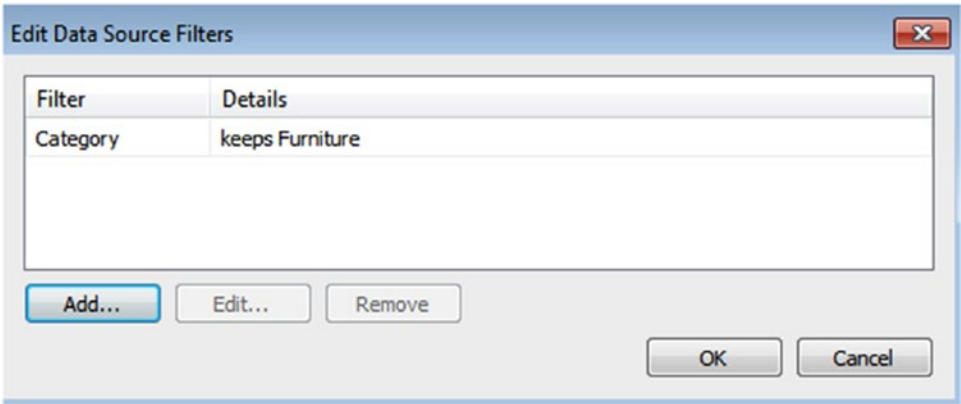 Edit Data Source Filters
Filter Details
Category keeps Furniture
Add... Edit... Remove
OK Cancel